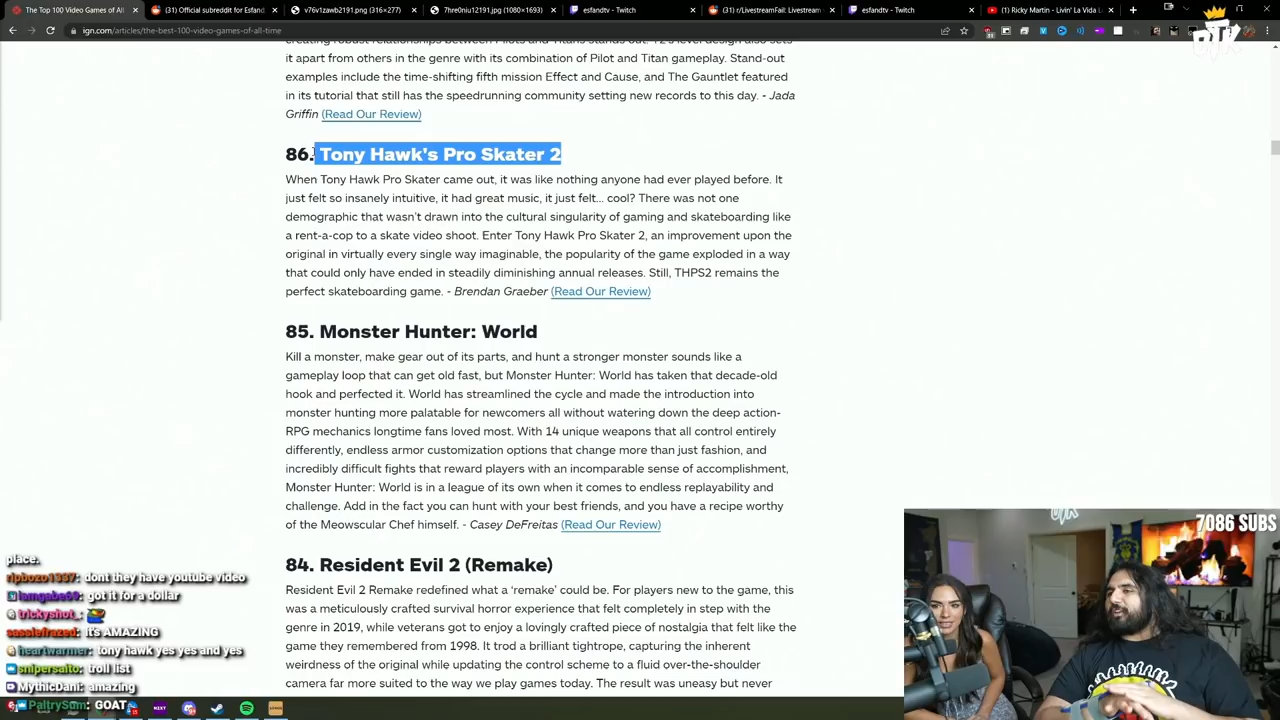 The Top 100 Video Games of Al
(31) Official subreddit for Esfand
v76v1zawb2191.png (316×277)
7hre0niu12191.jpg (1080×1693)
esfandtv - Twitch
(31) r/LivestreamFail: Livestream
esfandtv - Twitch
(1) Ricky Martin - Livin' La Vida L
ign.com/articles/the-best-100-video-games-of-all-time
creating robust relationships between Pilots and Titans stands out. T2's level design also sets
it apart from others in the genre with its combination of Pilot and Titan gameplay. Stand-out
examples include the time-shifting fifth mission Effect and Cause, and The Gauntlet featured
in its tutorial that still has the speedrunning community setting new records to this day. - Jada
Griffin (Read Our Review)
86. Tony Hawk's Pro Skater 2
When Tony Hawk Pro Skater came out, it was like nothing anyone had ever played before. It
just felt so insanely intuitive, it had great music, it just felt... cool? There was not one
demographic that wasn't drawn into the cultural singularity of gaming and skateboarding like
a rent-a-cop to a skate video shoot. Enter Tony Hawk Pro Skater 2, an improvement upon the
original in virtually every single way imaginable, the popularity of the game exploded in a way
that could only have ended in steadily diminishing annual releases. Still, THPS2 remains the
perfect skateboarding game. - Brendan Graeber (Read Our Review)
85. Monster Hunter: World
Kill a monster, make gear out of its parts, and hunt a stronger monster sounds like a
gameplay loop that can get old fast, but Monster Hunter: World has taken that decade-old
hook and perfected it. World has streamlined the cycle and made the introduction into
monster hunting more palatable for newcomers all without watering down the deep action-
RPG mechanics longtime fans loved most. With 14 unique weapons that all control entirely
differently, endless armor customization options that change more than just fashion, and
incredibly difficult fights that reward players with an incomparable sense of accomplishment,
Monster Hunter: World is in a league of its own when it comes to endless replayability and
challenge. Add in the fact you can hunt with your best friends, and you have a recipe worthy
of the Meowscular Chef himself. - Casey DeFreitas (Read Our Review)
84. Resident Evil 2 (Remake)
Resident Evil 2 Remake redefined what a 'remake' could be. For players new to the game, this
was a meticulously crafted survival horror experience that felt completely in step with the
genre in 2019, while veterans got to enjoy a lovingly crafted piece of nostalgia that felt like the
game they remembered from 1998. It trod a brilliant tightrope, capturing the inherent
weirdness of the original while updating the control scheme to a fluid over-the-shoulder
camera far more suited to the way we play games today. The result was uneasy but never
place.
ripbozo1337: dont they have youtube video
iamgabe69: got it for a dollar
trickyshot_:
sassiefrazed: It's AMAZING
heartwarmer: tony hawk yes yes and yes
snipersaito: troll list
MythicDani: amazing
PaltrySum: GOAT
7086 SUBS
OTK